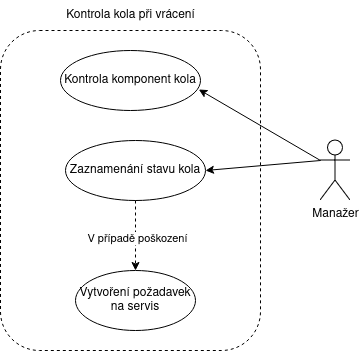 Kontrola kola při vrácení
Kontrola komponent kola
Zaznamenání stavu kola
Manažer
V případě poškození
Vytvoření požadavek
na servis